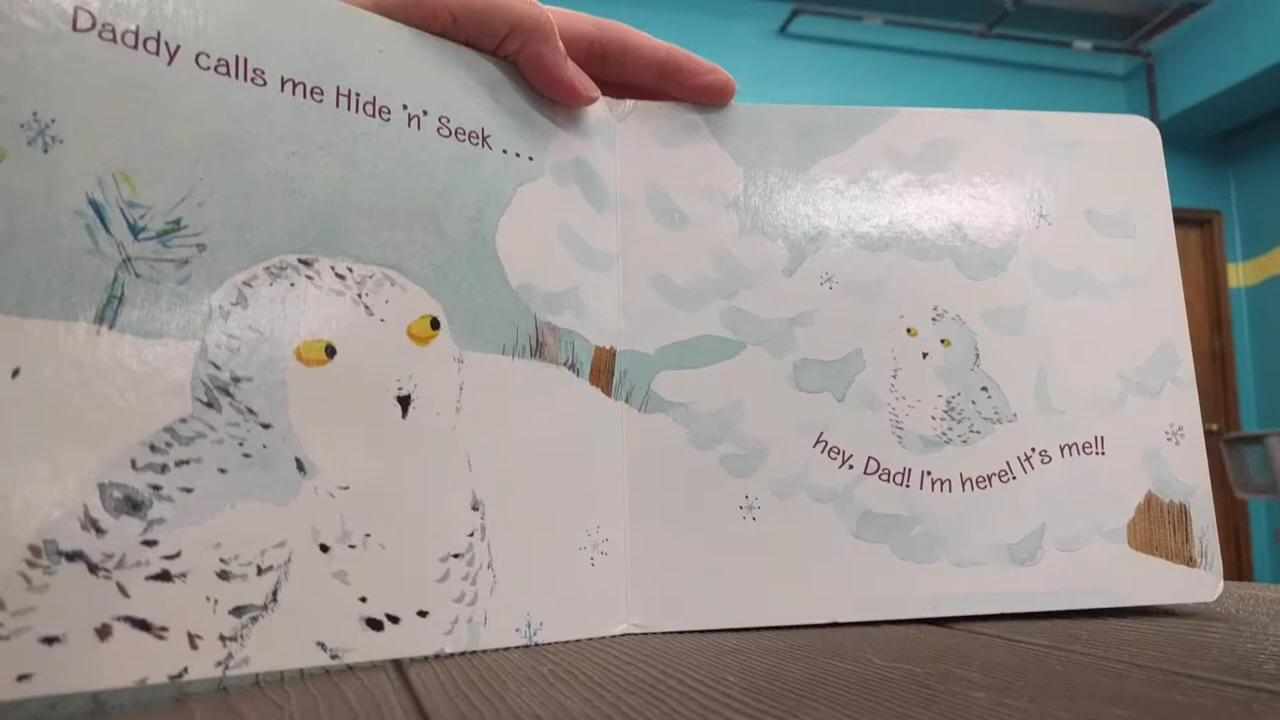 Daddy calls me Hide 'n' Seek . . .
hey, Dad! I'm here! It's me!!